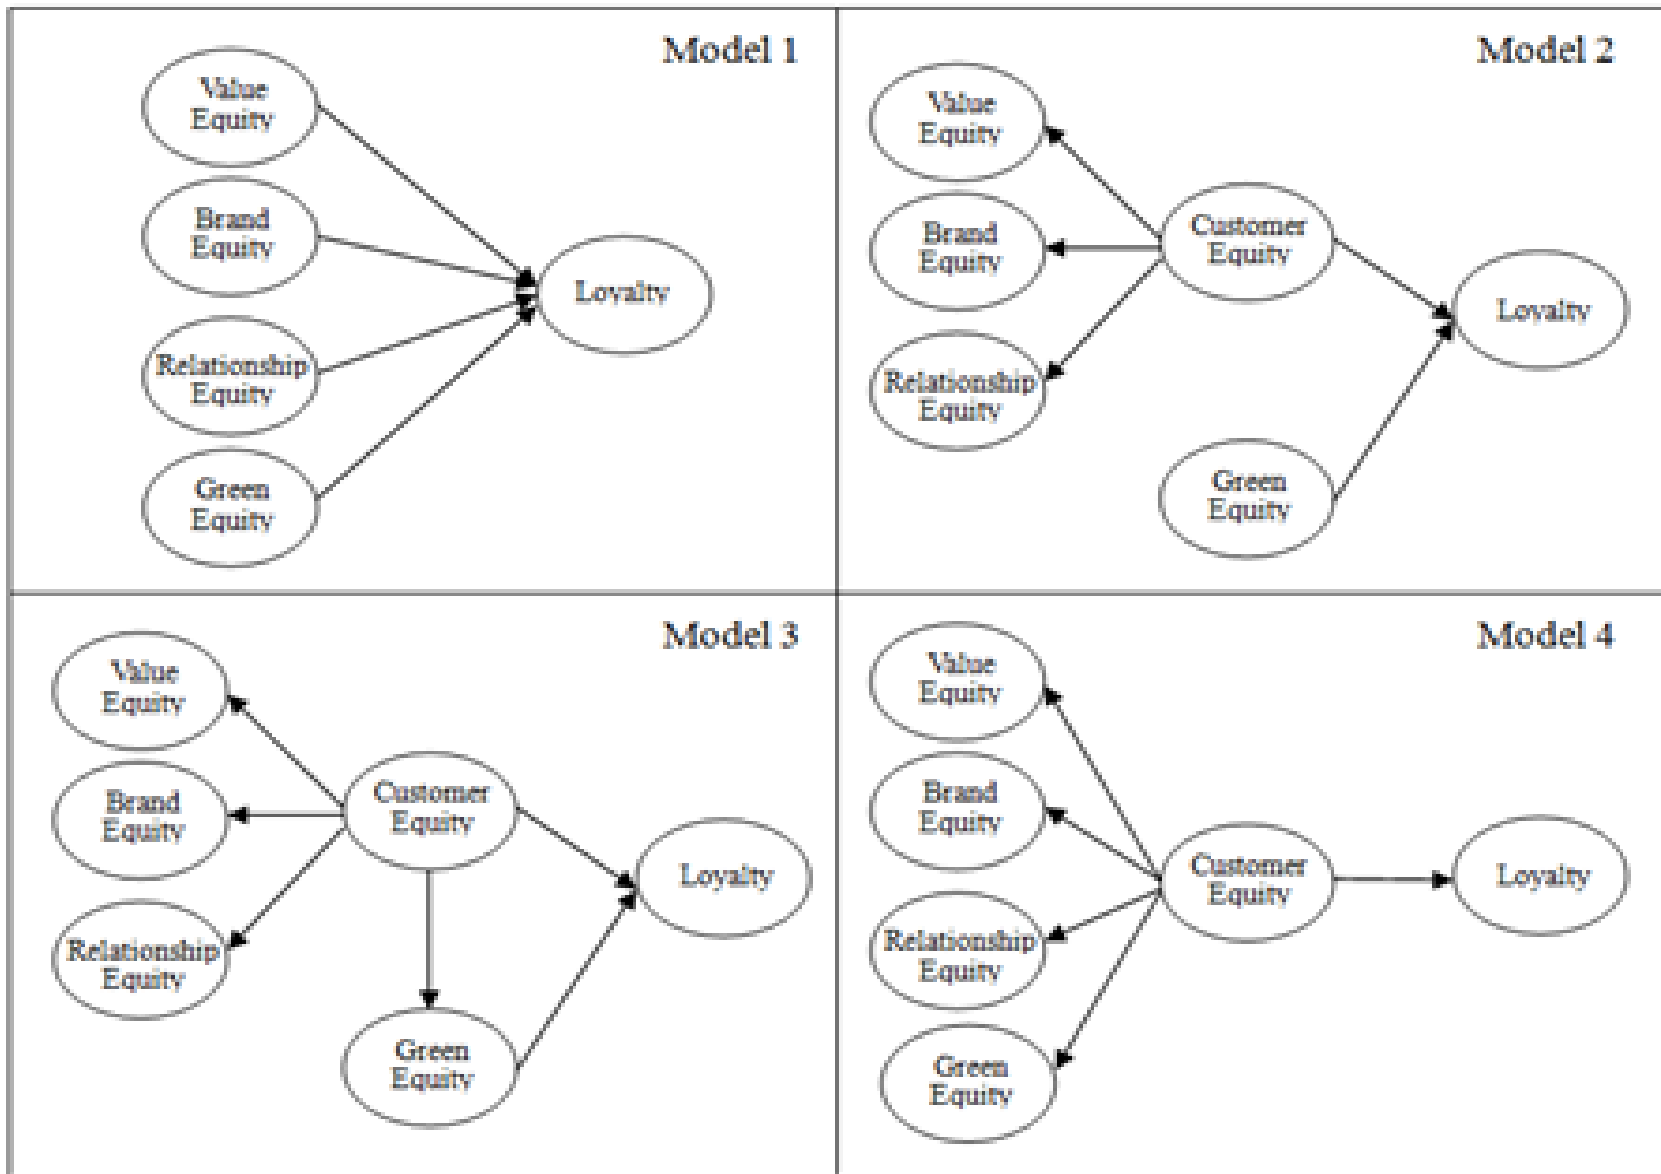 Model 1
Value
Equity
Brand
Equity
Relationship
Equity
Green
Equity
Loyalty
Model 2
Value
Equity
Brand
Equity
Relationship
Equity
Customer
Equity
Green
Equity
Loyalty
Model 3
Value
Equity
Brand
Equity
Relationship
Equity
Customer
Equity
Green
Equity
Loyalty
Model 4
Value
Equity
Brand
Equity
Relationship
Equity
Green
Equity
Customer
Equity
Loyalty